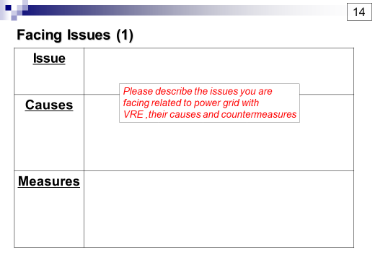 14
Facing Issues (1)
Issue
Please describe the issues you are
facing related to power grid with
VRE ,their causes and countermeasures
Causes
Measures